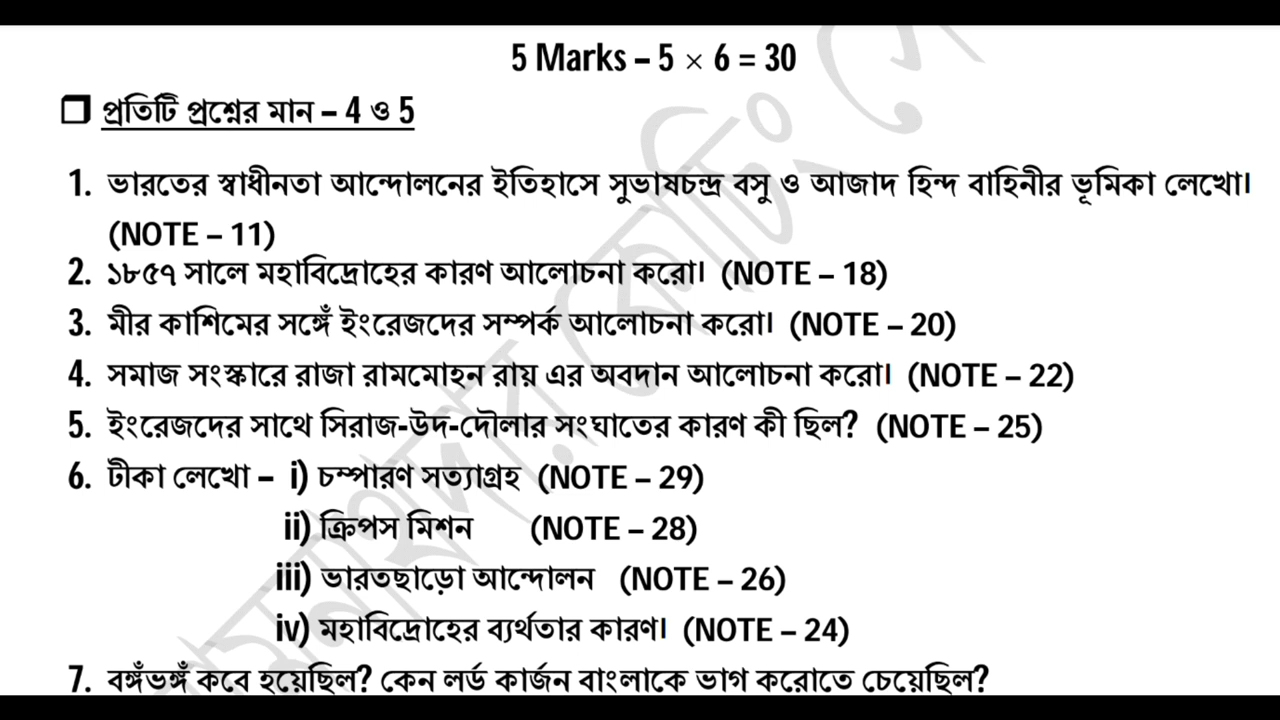 5 Marks – 5 × 6 = 30
প্রতিটি প্রশ্নের মান – 4 ও 5
1. ভারতের স্বাধীনতা আন্দোলনের ইতিহাসে সুভাষচন্দ্র বসু ও আজাদ হিন্দ বাহিনীর ভূমিকা লেখো।
(NOTE – 11)
2. ১৮৫৭ সালে মহাবিদ্রোহের কারণ আলোচনা করো। (NOTE – 18)
3. মীর কাশিমের সঙ্গেঁ ইংরেজদের সম্পর্ক আলোচনা করো। (NOTE – 20)
4. সমাজ সংস্কারে রাজা রামমোহন রায় এর অবদান আলোচনা করো। (NOTE – 22)
5. ইংরেজদের সাথে সিরাজ-উদ-দৌলার সংঘাতের কারণ কী ছিল? (NOTE – 25)
6. টীকা লেখো – i) চম্পারণ সত্যাগ্রহ (NOTE – 29)
ii) ক্রিপস মিশন (NOTE – 28)
iii) ভারতছাড়ো আন্দোলন (NOTE – 26)
iv) মহাবিদ্রোহের ব্যর্থতার কারণ। (NOTE – 24)
7. বঙ্গঁভঙ্গঁ কবে হয়েছিল? কেন লর্ড কার্জন বাংলাকে ভাগ করোতে চেয়েছিল?